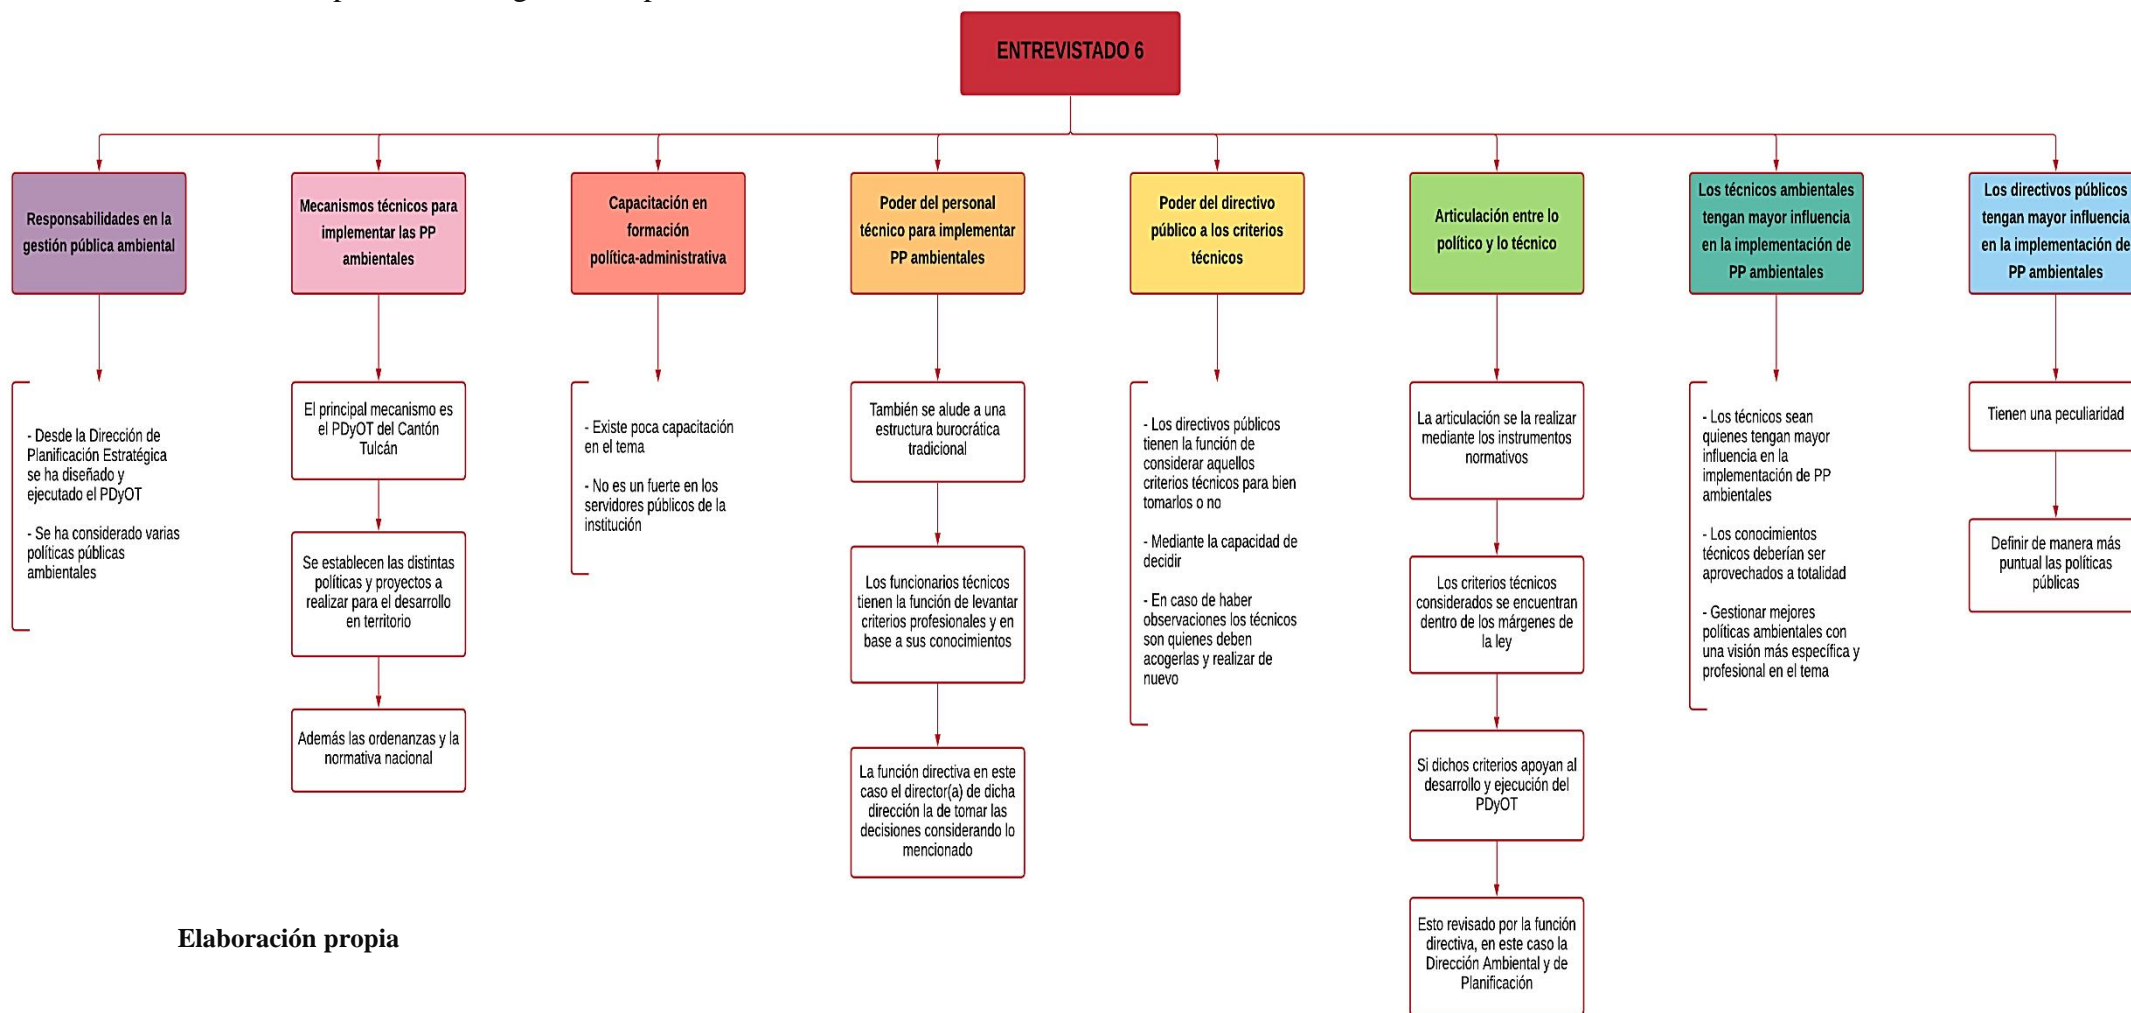 ENTREVISTADO 6
Responsabilidades en la
gestión pública ambiental
- Desde la Dirección de
Planificación Estratégica
se ha diseñado y
ejecutado el PDyOT
- Se ha considerado varias
políticas públicas
ambientales
Mecanismos técnicos para
implementar las PP
ambientales
El principal mecanismo es
el PDyOT del Cantón
Tulcán
Se establecen las distintas
políticas y proyectos a
realizar para el desarrollo
en territorio
Además las ordenanzas y la
normativa nacional
Capacitación en
formación
política-administrativa
- Existe poca capacitación
en el tema
- No es un fuerte en los
servidores públicos de la
institución
Poder del personal
técnico para implementar
PP ambientales
También se alude a una
estructura burocrática
tradicional
Los funcionarios técnicos
tienen la función de levantar
criterios profesionales y en
base a sus conocimientos
La función directiva en este
caso el director(a) de dicha
dirección la de tomar las
decisiones considerando lo
mencionado
Poder del directivo
público a los criterios
técnicos
- Los directivos públicos
tienen la función de
considerar aquellos
criterios técnicos para bien
tomarlos o no
- Mediante la capacidad de
decidir
- En caso de haber
observaciones los técnicos
son quienes deben
acogerlas y realizar de
nuevo
Articulación entre lo
político y lo técnico
La articulación se la realizar
mediante los instrumentos
normativos
Los criterios técnicos
considerados se encuentran
dentro de los márgenes de
la ley
Si dichos criterios apoyan al
desarrollo y ejecución del
PDyOT
Esto revisado por la función
directiva, en este caso la
Dirección Ambiental y de
Planificación
Los técnicos ambientales
tengan mayor influencia
en la implementación de
PP ambientales
- Los técnicos sean
quienes tengan mayor
influencia en la
implementación de PP
ambientales
- Los conocimientos
técnicos deberían ser
aprovechados a totalidad
- Gestionar mejores
políticas ambientales con
una visión más específica y
profesional en el tema
Los directivos públicos
tengan mayor influencia
en la implementación de
PP ambientales
Tienen una peculiaridad
Definir de manera más
puntual las políticas
públicas
Elaboración propia